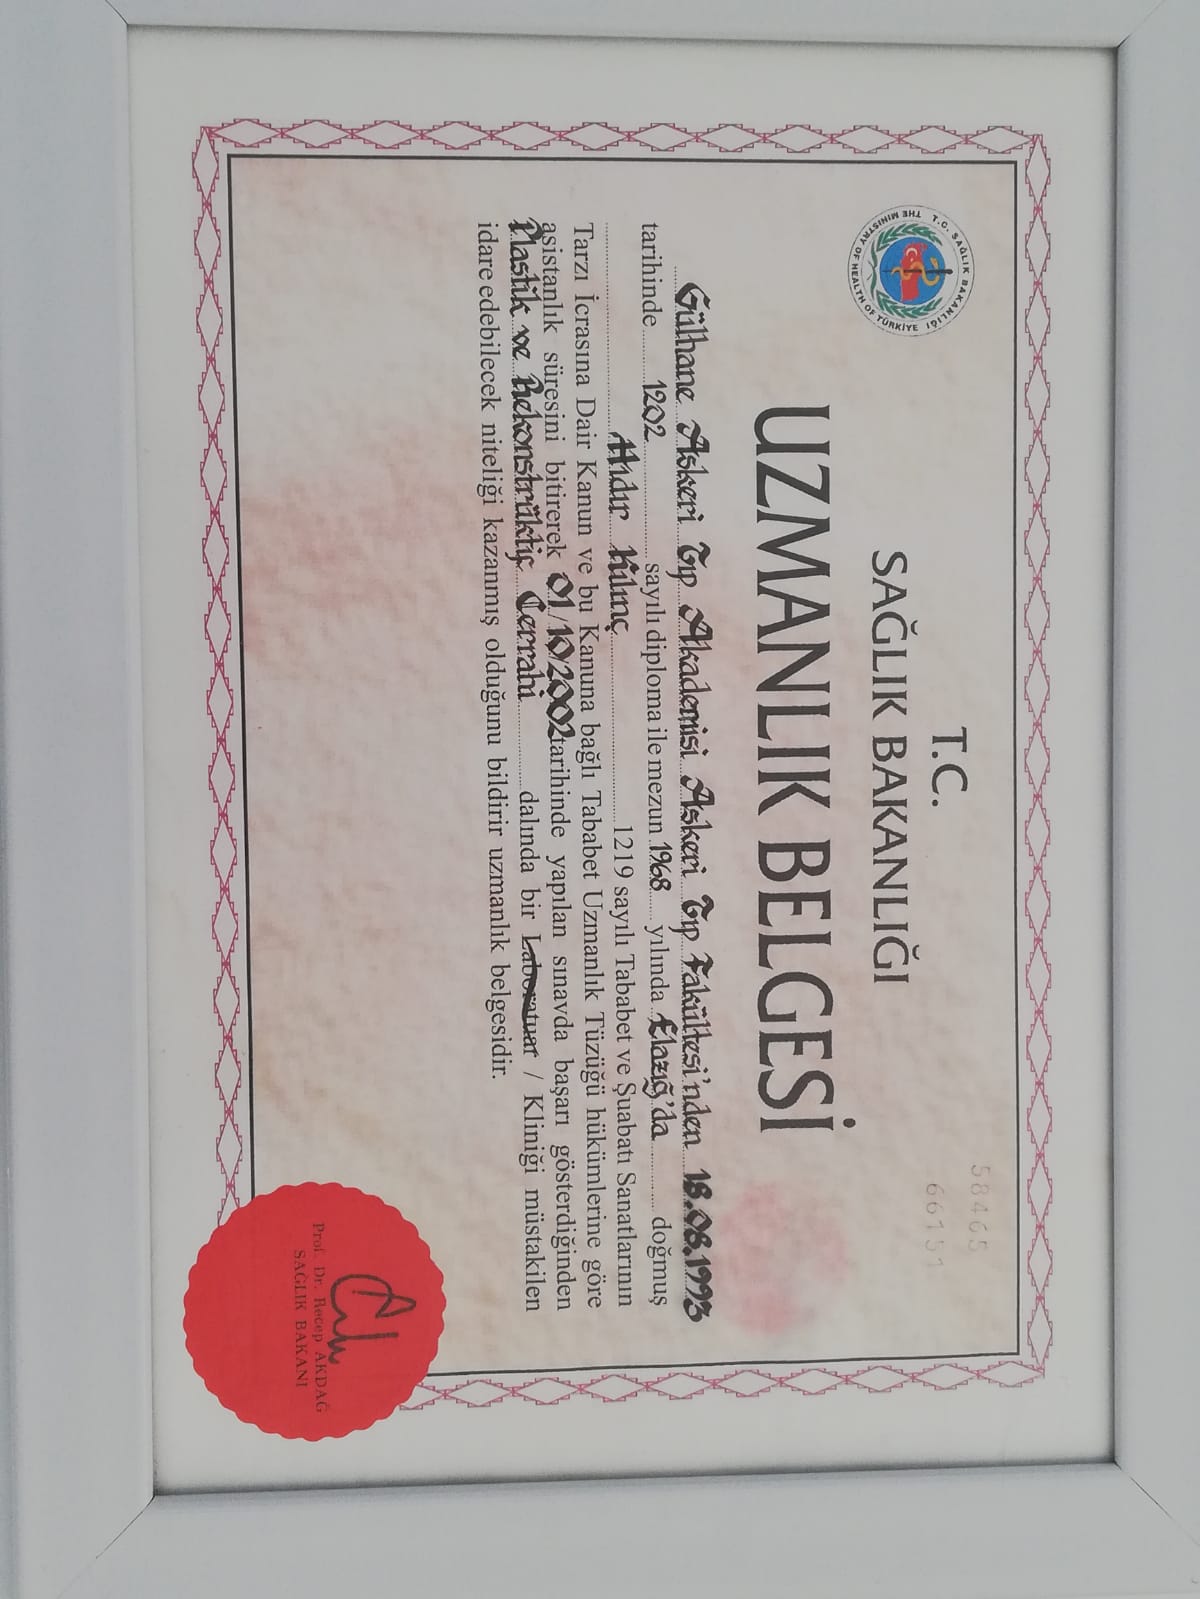 T.C. SAĞLIK BAKANLIĞI 1617
THE MINISTRY OF HEALTH OF TÜRKİYE
58465
66151
T.C.
SAĞLIK BAKANLIĞI
UZMANLIK BELGESİ
Gülhane Askeri Tıp Akademisi Askeri Tıp Fakültesi'nden 18.08.1993
tarihinde 1202 sayılı diploma ile mezun 1968 yılında Elazığ'da doğmuş
Hıdır Kılınç 1219 sayılı Tababet ve Şuabatı Sanatlarının
Tarzı İcrasına Dair Kanun ve bu Kanuna bağlı Tababet Uzmanlık Tüzüğü hükümlerine göre
asistanlık süresini bitirerek 01/10/2002 tarihinde yapılan sınavda başarı gösterdiğinden
Plastik ve Rekonstrüktif Cerrahi dalında bir Laboratuar / Kliniği müstakilen
idare edebilecek niteliği kazanmış olduğunu bildirir uzmanlık belgesidir.
Prof. Dr. Recep AKDAĞ
SAĞLIK BAKANI